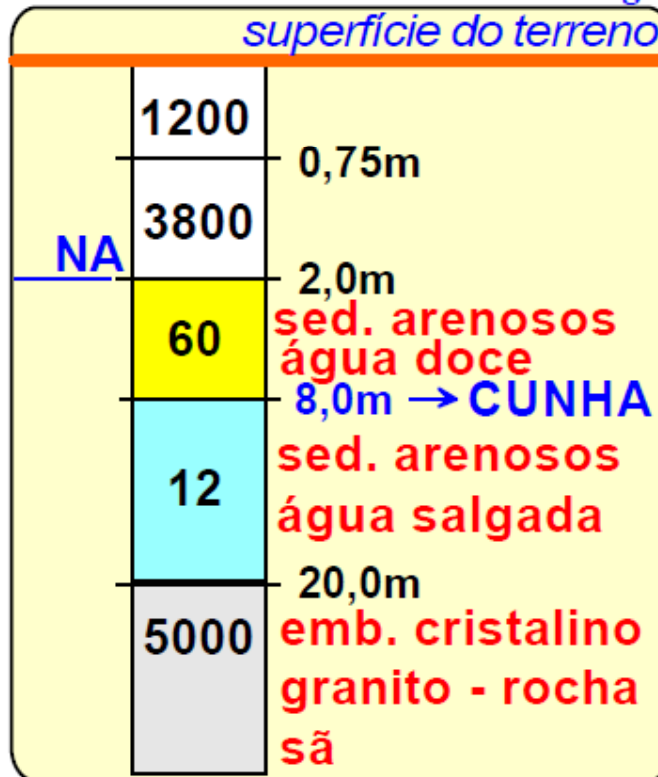 superfície do terreno
1200
0,75m
3800
NA
2,0m
sed. arenosos
60
água doce
8,0m → CUNHA
sed. arenosos
12
água salgada
20,0m
5000
emb. cristalino
granito - rocha
sã